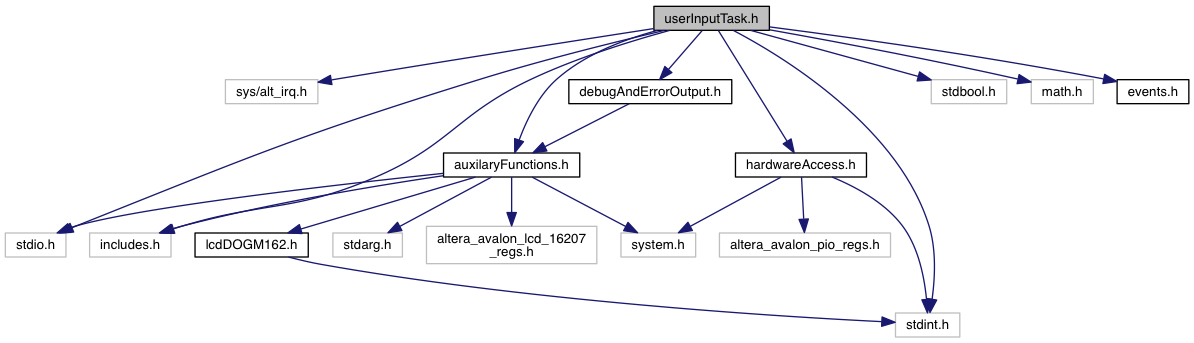 userInputTask.h
sys/alt_irq.h
debugAndErrorOutput.h
stdbool.h
math.h
events.h
auxilaryFunctions.h
hardwareAccess.h
stdio.h
includes.h
lcdDOGM162.h
stdarg.h
altera_avalon_lcd_16207
_regs.h
system.h
altera_avalon_pio_regs.h
stdint.h